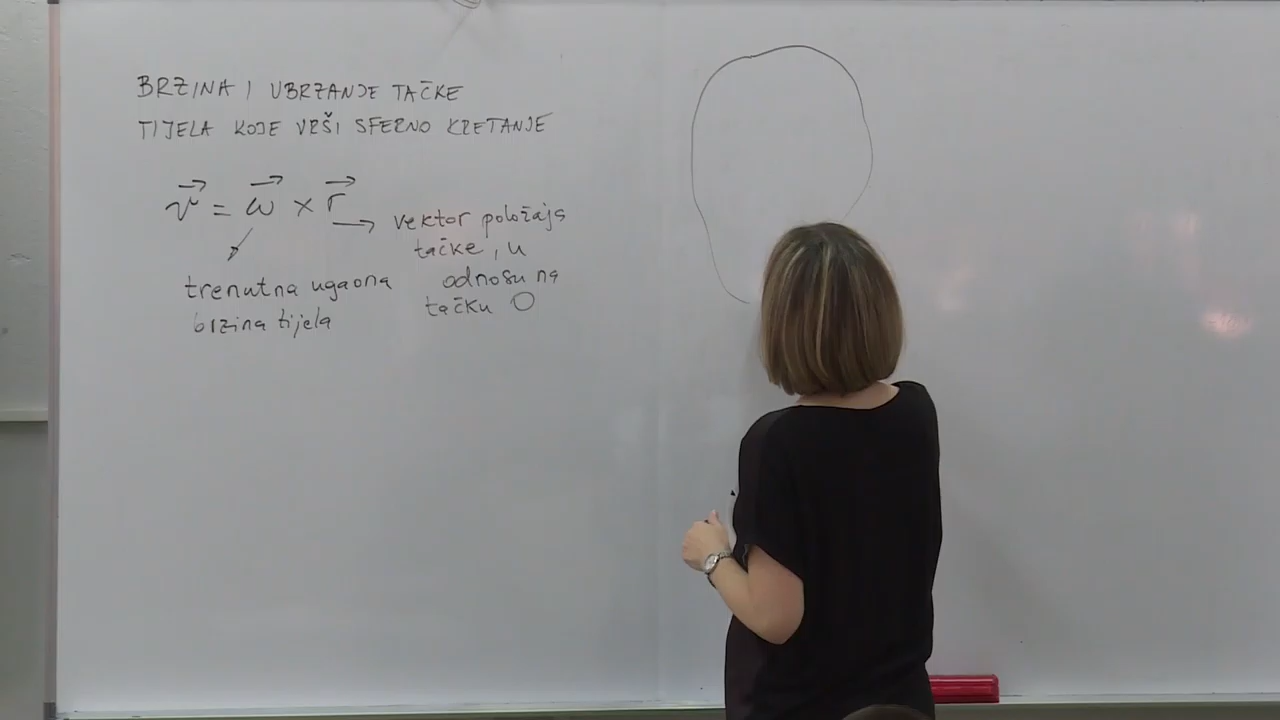 BRZINA I UBRZANJE TAČKE
TIJELA KOJE VRŠI SFERNO KRETANJE
v⃗ = ω⃗ × r⃗ → vektor položaja
tačke, u
odnosu na
tačku O
trenutna ugaona
brzina tijela